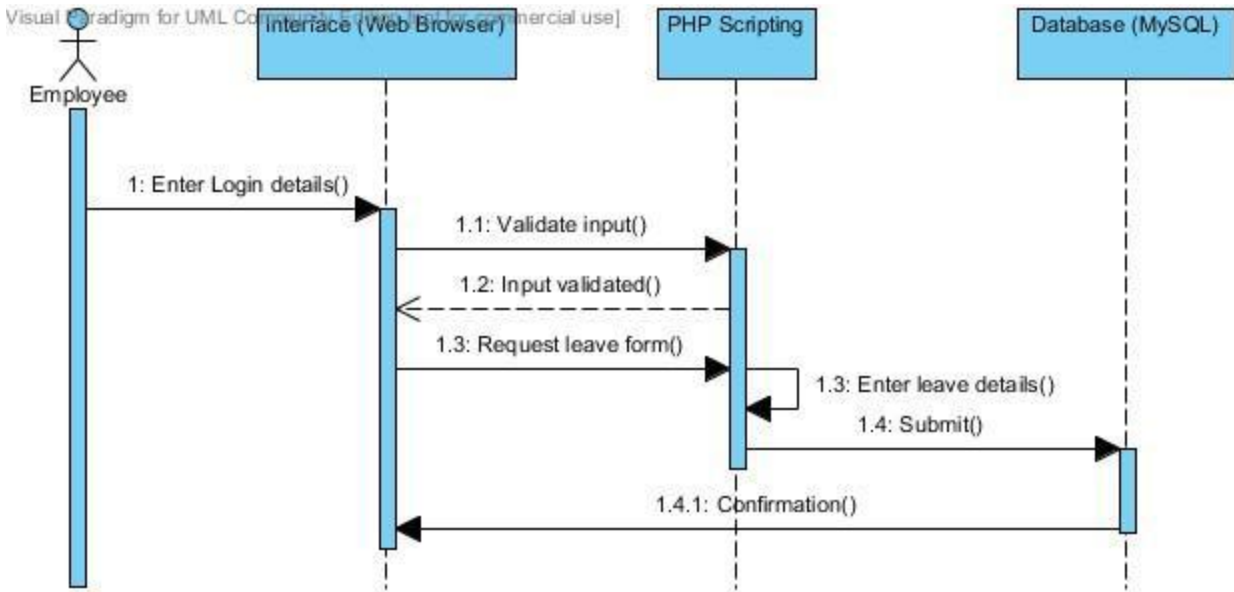 Visual Paradigm for UML Community Edition [not for commercial use]
Interface (Web Browser)
PHP Scripting
Database (MySQL)
Employee
1: Enter Login details()
1.1: Validate input()
1.2: Input validated()
1.3: Request leave form()
1.3: Enter leave details()
1.4: Submit()
1.4.1: Confirmation()